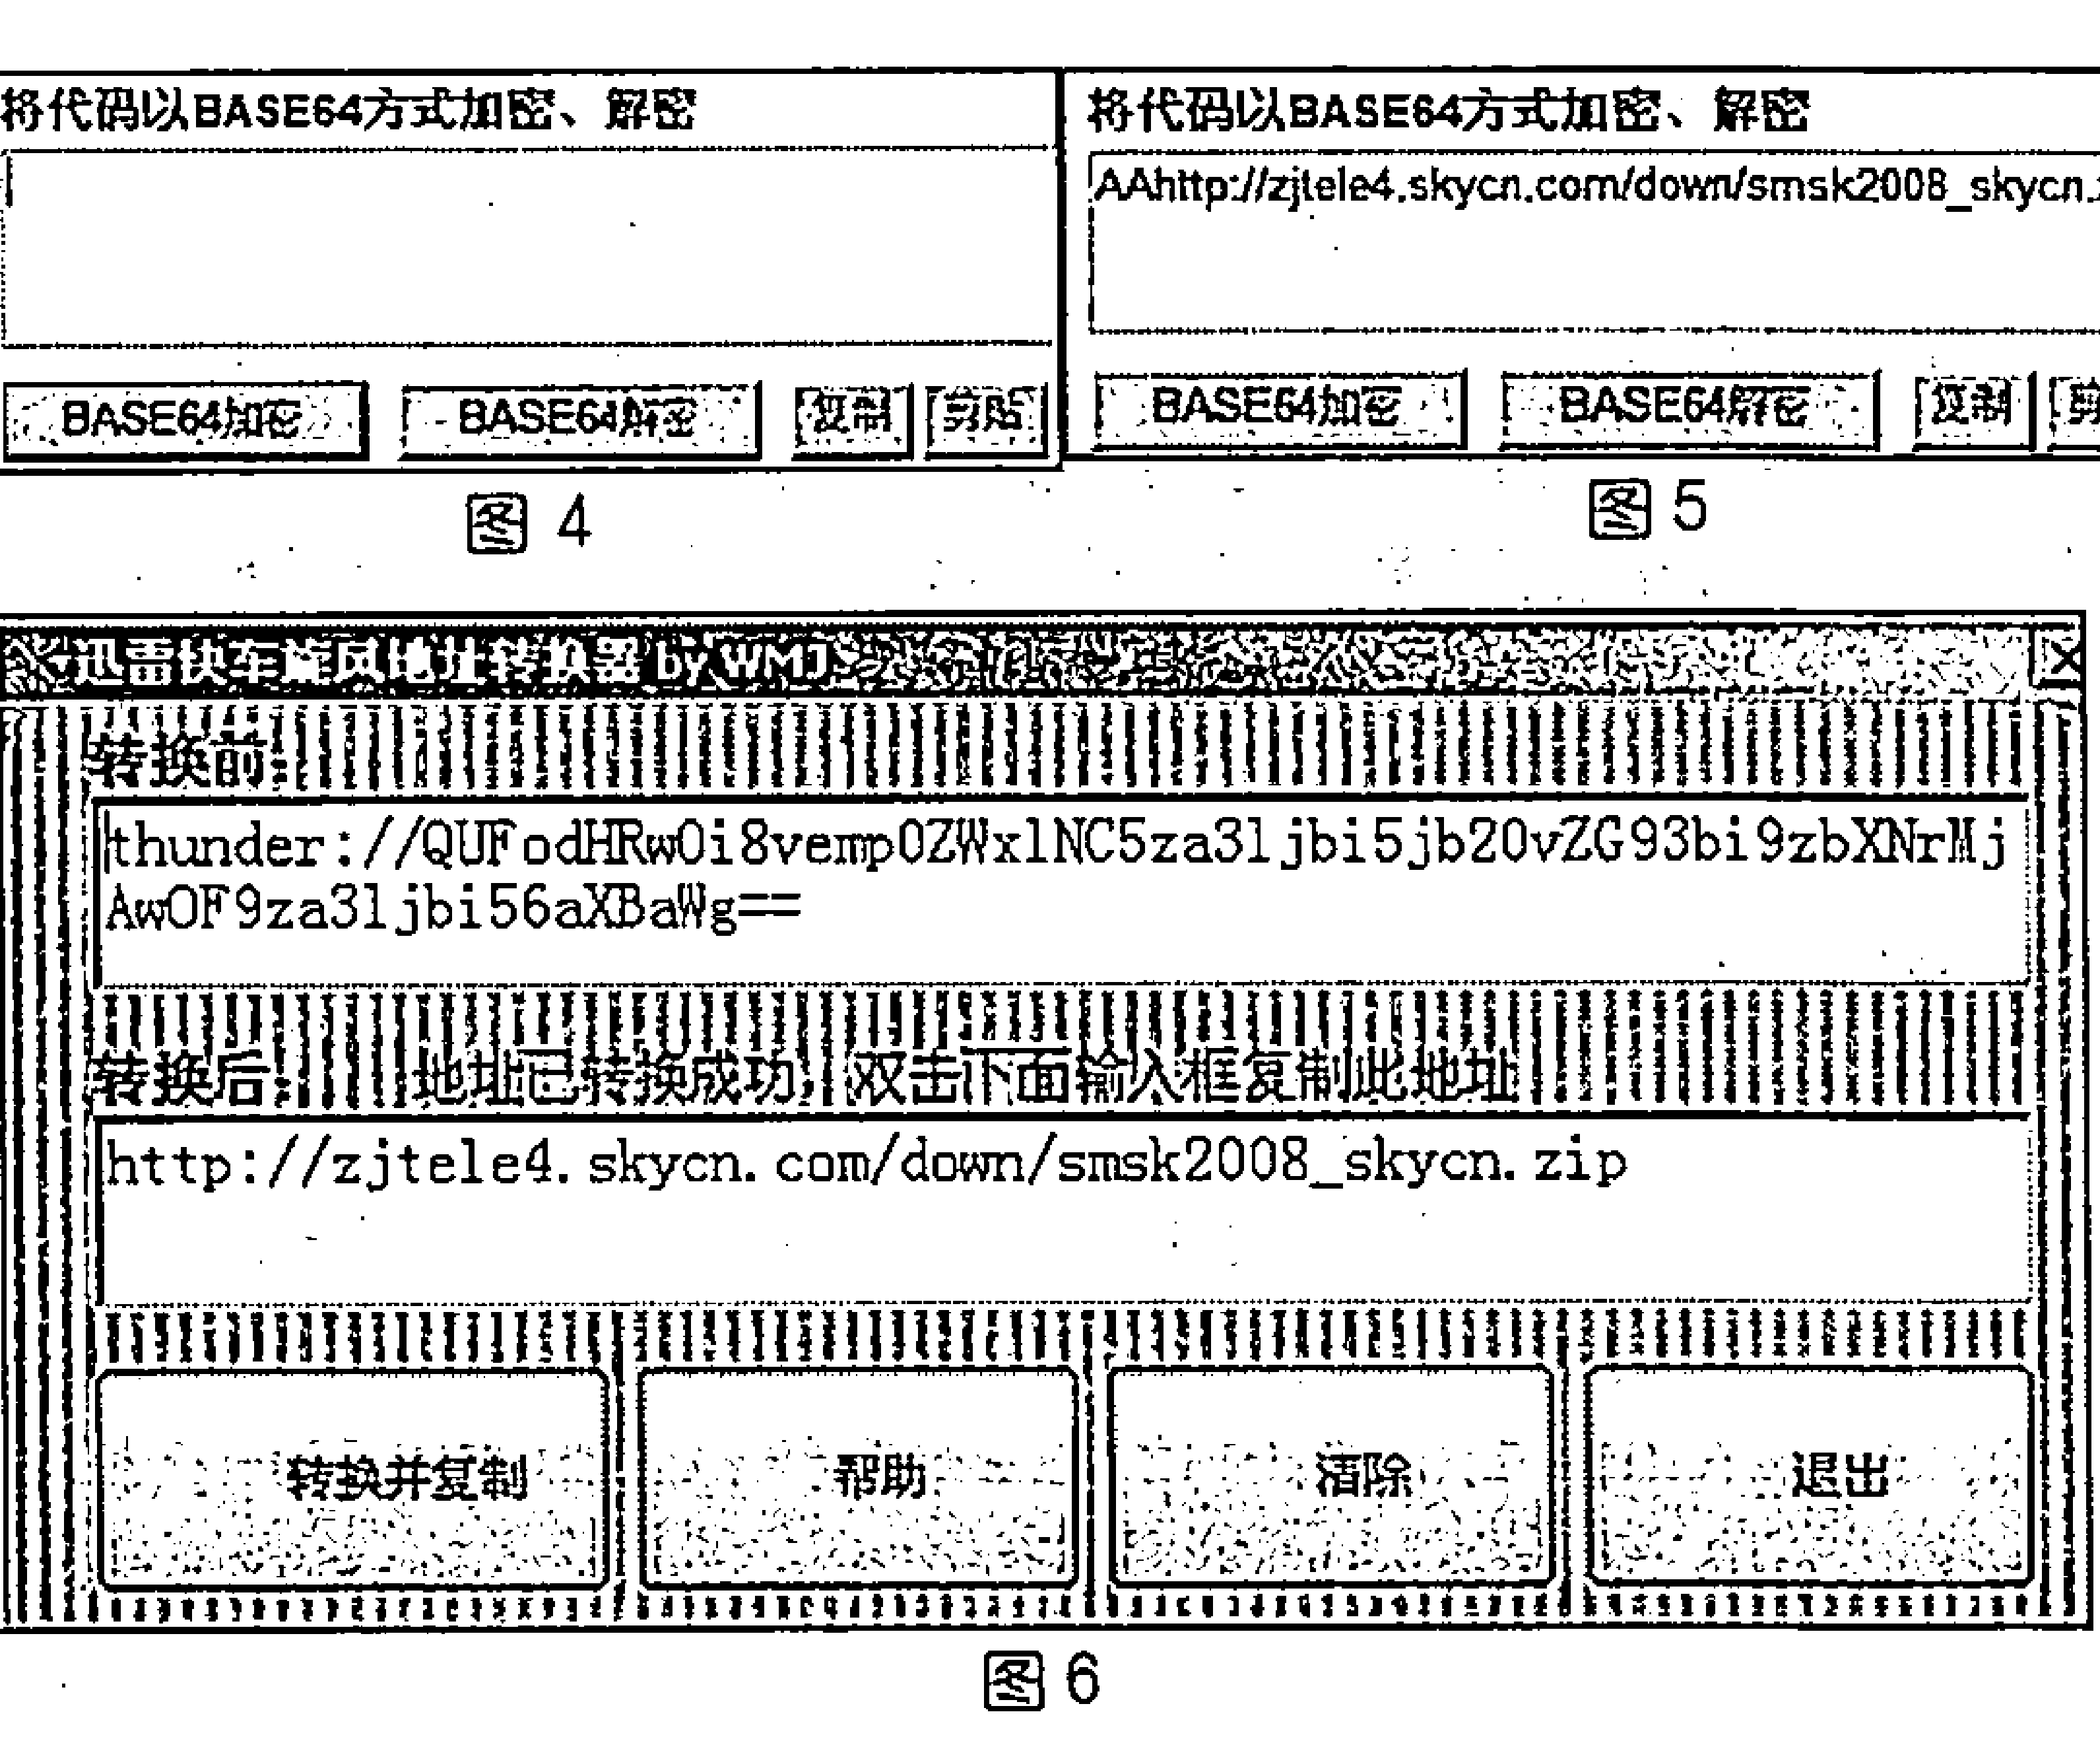 将代码以BASE64方式加密、解密
BASE64加密 BASE64解密 复制 剪贴
图 4
将代码以BASE64方式加密、解密
AAhttp://zjtele4.skycn.com/down/smsk2008_skycn.
BASE64加密 BASE64解密 复制 剪
图 5
迅雷快车旋风地址转换器 by WMJ
转换前
thunder://QUFodHRwOi8vemp0ZWxlNC5za3ljbi5jb20vZG93bi9zbXNrMj
AwOF9za3ljbi56aXBaWg==
转换后 地址已转换成功，双击下面输入框复制此地址
http://zjtele4.skycn.com/down/smsk2008_skycn.zip
转换并复制 帮助 清除 退出
图 6